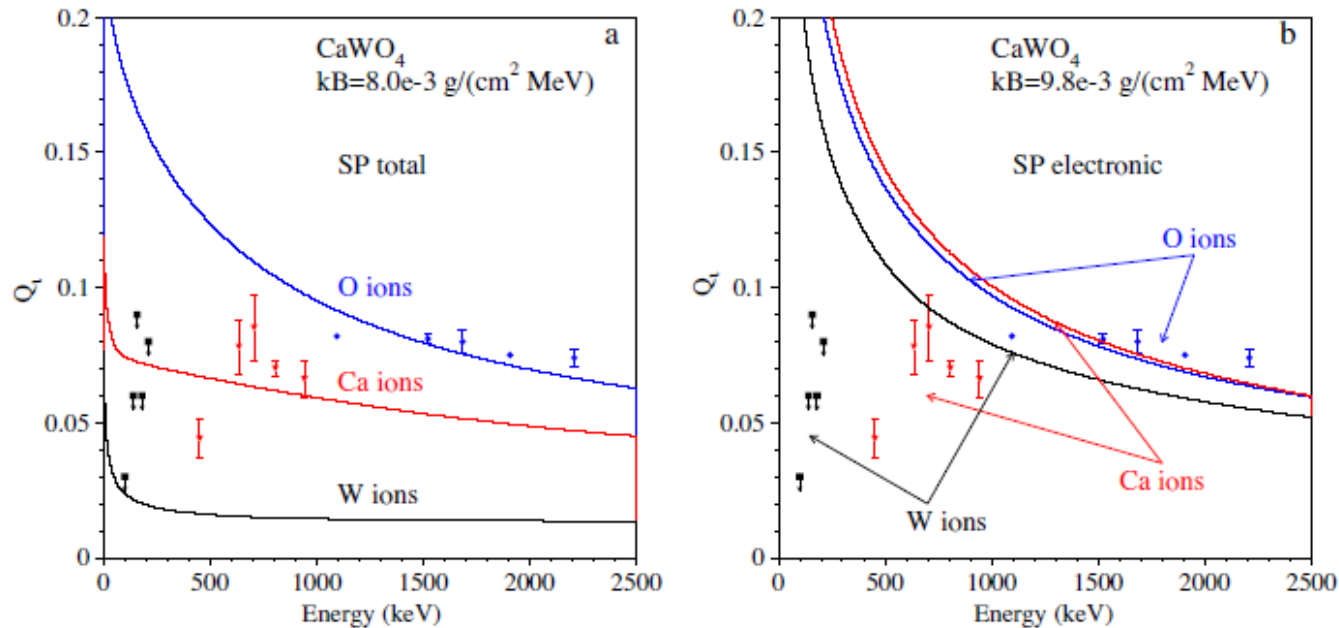 0.2
0.15
0.1
0.05
0
Qᵢ
a
CaWO₄
kB=8.0e-3 g/(cm² MeV)
SP total
O ions
Ca ions
W ions
0 500 1000 1500 2000 2500
Energy (keV)
0.2
0.15
0.1
0.05
0
b
CaWO₄
kB=9.8e-3 g/(cm² MeV)
SP electronic
O ions
Ca ions
W ions
0 500 1000 1500 2000 2500
Energy (keV)